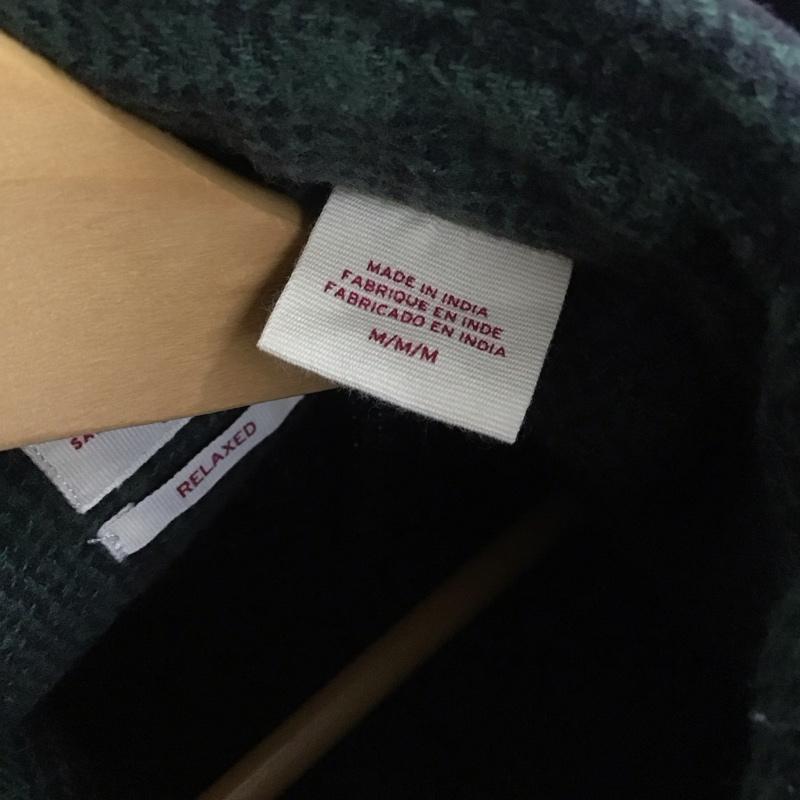 MADE IN INDIA
FABRIQUE EN INDE
FABRICADO EN INDIA
M/M/M
RELAXED